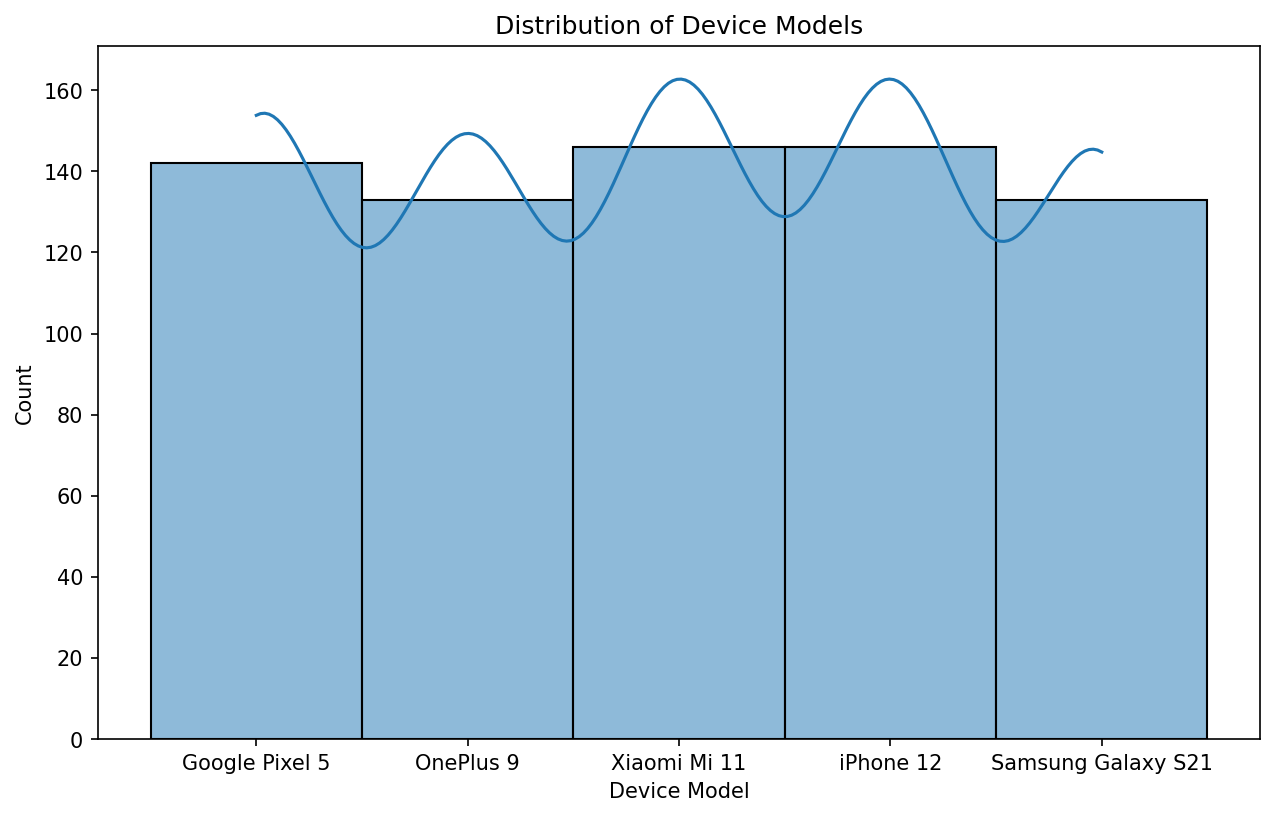 Distribution of Device Models
Count
160
140
120
100
80
60
40
20
0
Google Pixel 5 OnePlus 9 Xiaomi Mi 11 iPhone 12 Samsung Galaxy S21
Device Model